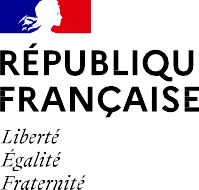 RÉPUBLIQU
FRANÇAISE
Liberté
Égalité
Fraternité